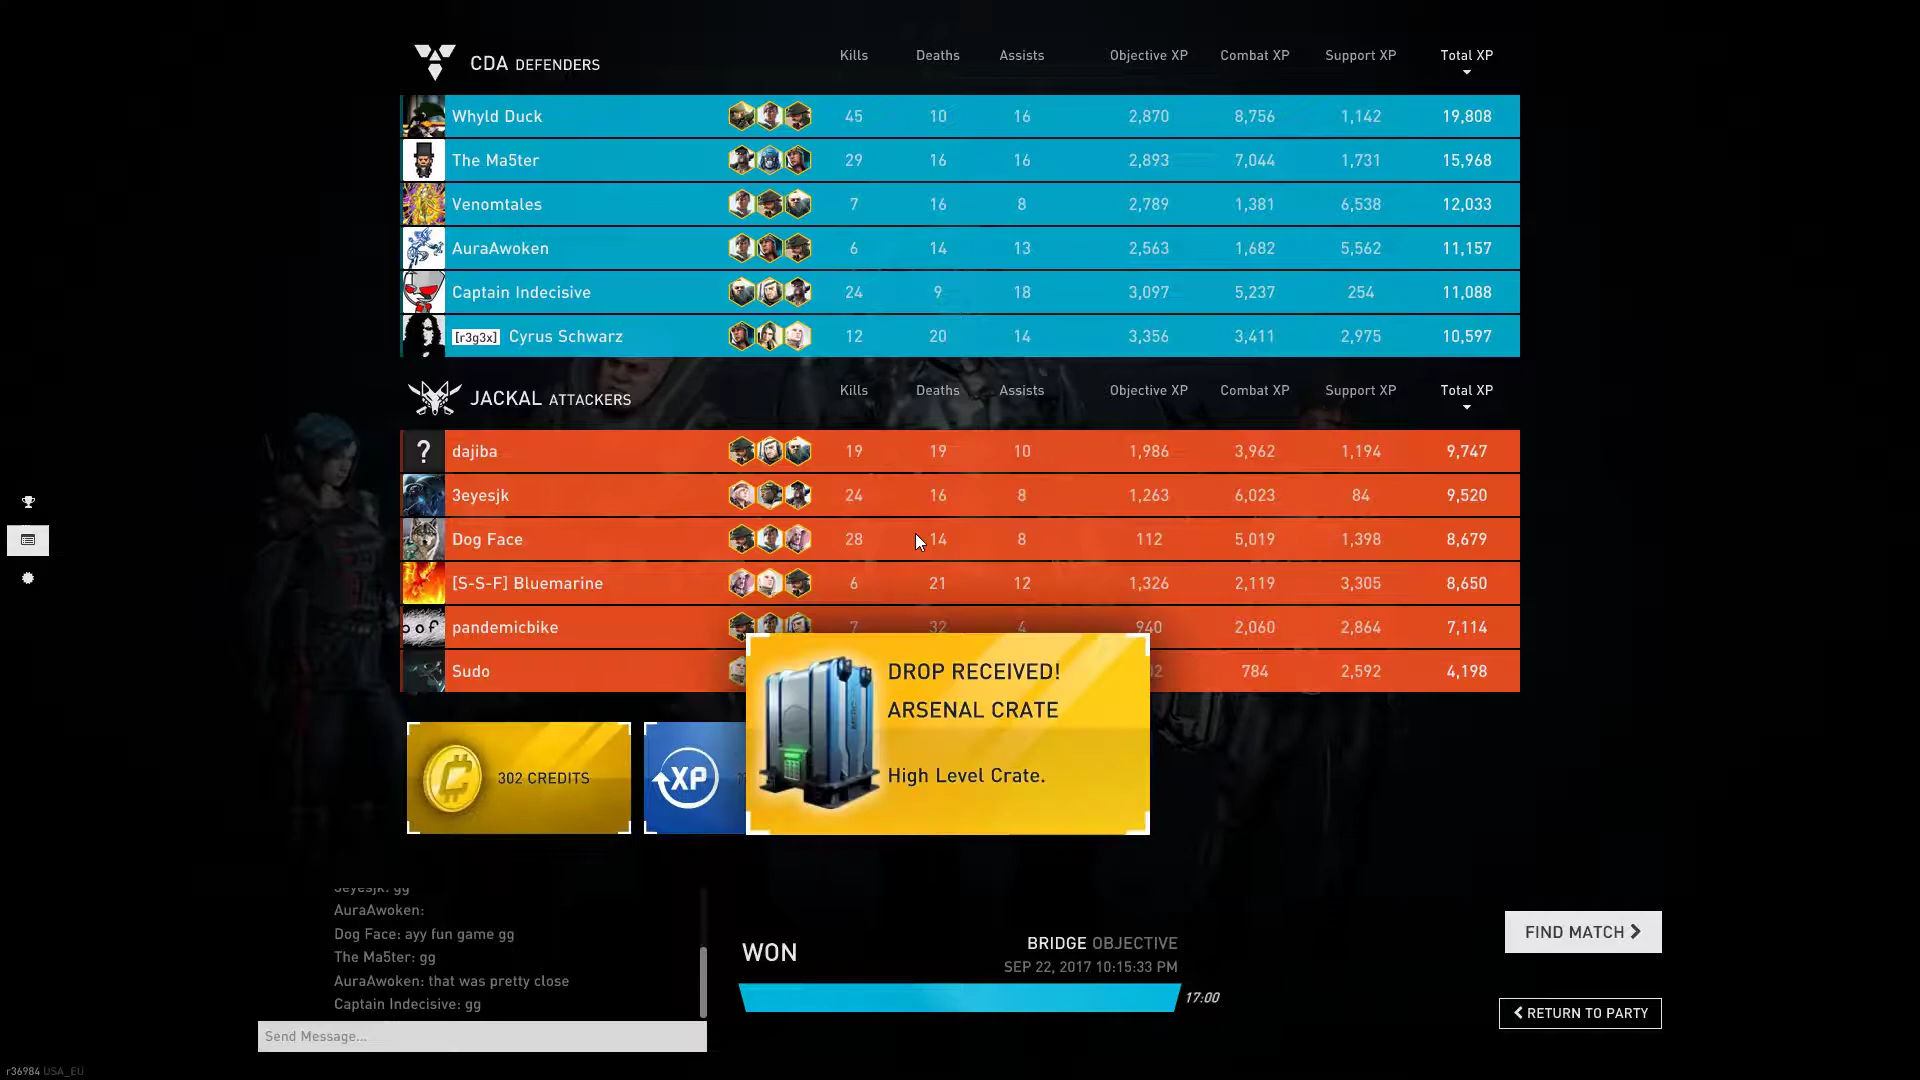 CDA DEFENDERS Kills Deaths Assists Objective XP Combat XP Support XP Total XP
Whyld Duck 45 10 16 2,870 8,756 1,142 19,808
The Ma5ter 29 16 16 2,893 7,044 1,731 15,968
Venomtales 7 16 8 2,789 1,381 6,538 12,033
AuraAwoken 6 14 13 2,563 1,682 5,562 11,157
Captain Indecisive 24 9 18 3,097 5,237 254 11,088
[r3g3x] Cyrus Schwarz 12 20 14 3,356 3,411 2,975 10,597
JACKAL ATTACKERS Kills Deaths Assists Objective XP Combat XP Support XP Total XP
? dajiba 19 19 10 1,986 3,962 1,194 9,747
3eyesjk 24 16 8 1,263 6,023 84 9,520
Dog Face 28 14 8 112 5,019 1,398 8,679
[S-S-F] Bluemarine 6 21 12 1,326 2,119 3,305 8,650
pandemicbike 7 32 4 940 2,060 2,864 7,114
Sudo 784 2,592 4,198
DROP RECEIVED!
ARSENAL CRATE
High Level Crate.
302 CREDITS
XP
3eyesjk: gg
AuraAwoken:
Dog Face: ayy fun game gg
The Ma5ter: gg
AuraAwoken: that was pretty close
Captain Indecisive: gg
Send Message...
WON
BRIDGE OBJECTIVE
SEP 22, 2017 10:15:33 PM
17:00
FIND MATCH
RETURN TO PARTY
r36984 USA_EU